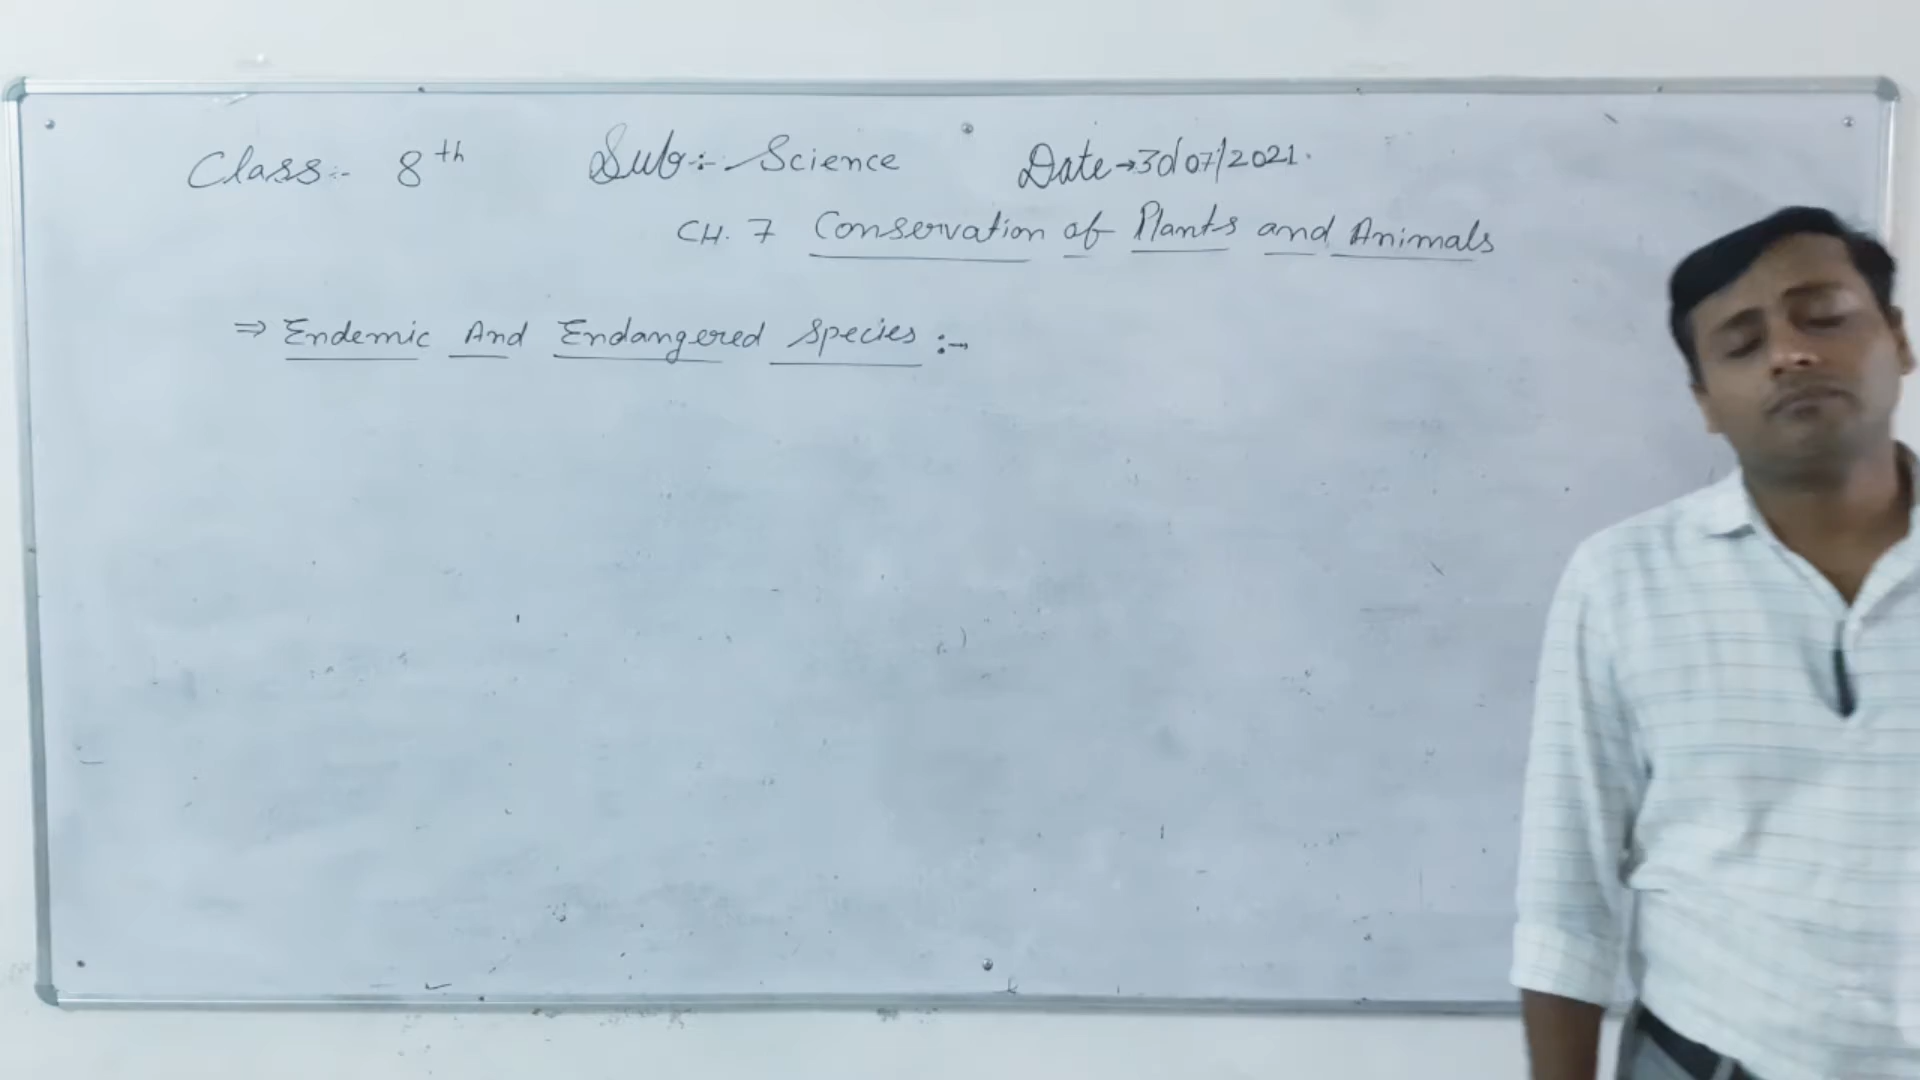 Class:- 8th Sub:- Science Date→30/07/2021.
CH. 7 Conservation of Plants and Animals
⇒ Endemic And Endangered Species :-